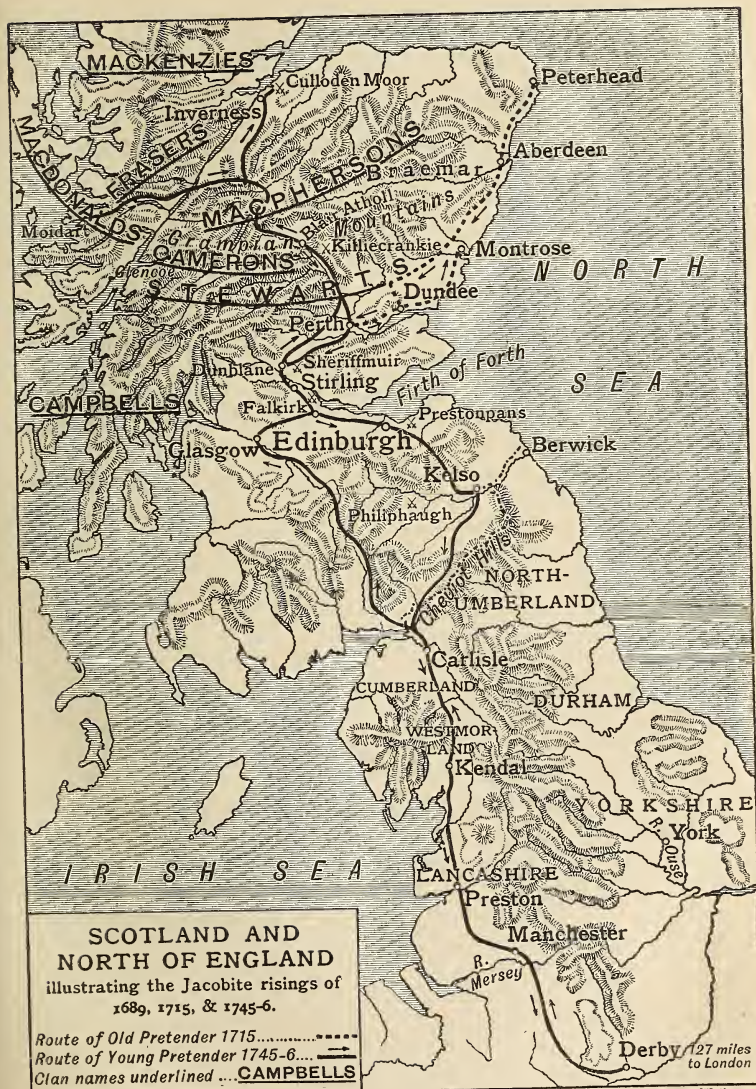 MACKENZIES
Culloden Moor
Peterhead
Inverness
FRASERS
MACDONALDS
MACPHERSONS
Braemar
Aberdeen
Blair Atholl
Moidart
Grampian Mountains
Killiecrankie
Montrose
CAMERONS
Glencoe
STEWARTS
Dundee
NORTH SEA
Perth
Dunblane
Sheriffmuir
Stirling
Firth of Forth
CAMPBELLS
Falkirk
Prestonpans
Glasgow
Edinburgh
Berwick
Kelso
Philiphaugh
Cheviot Hills
NORTH-
UMBERLAND
Carlisle
CUMBERLAND
DURHAM
WESTMOR
LAND
Kendal
YORKSHIRE
York
R. Ouse
IRISH SEA
LANCASHIRE
Preston
Manchester
R.
Mersey
Derby
127 miles
to London
SCOTLAND AND
NORTH OF ENGLAND
illustrating the Jacobite risings of
1689, 1715, & 1745-6.
Route of Old Pretender 1715
Route of Young Pretender 1745-6
Clan names underlined CAMPBELLS